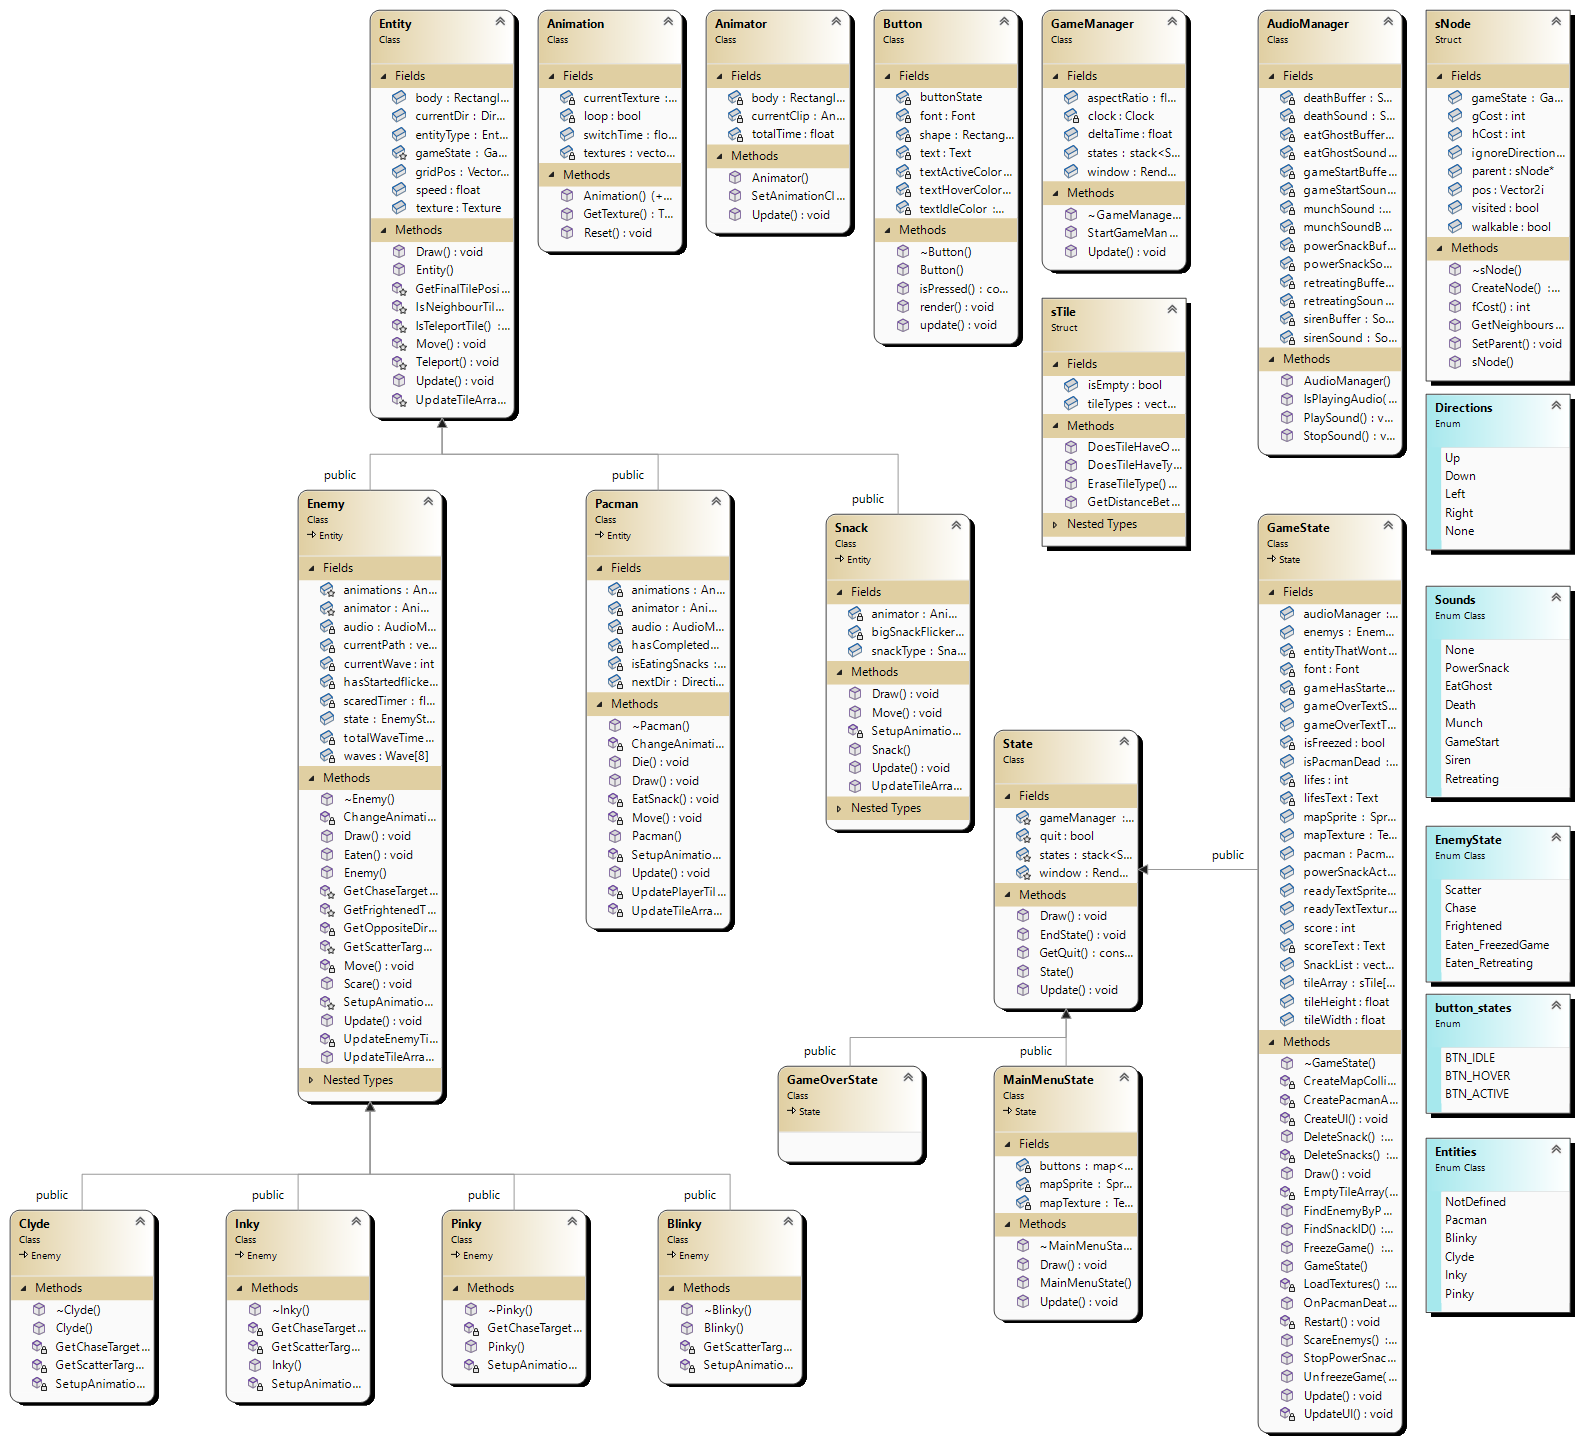 Entity
Class
Fields
body : Rectangl...
currentDir : Dir...
entityType : Ent...
gameState : Ga...
gridPos : Vector...
speed : float
texture : Texture
Methods
Draw() : void
Entity()
GetFinalTilePosi...
IsNeighbourTil...
IsTeleportTile() :...
Move() : void
Teleport() : void
Update() : void
UpdateTileArra...
Animation
Class
Fields
currentTexture :...
loop : bool
switchTime : flo...
textures : vecto...
Methods
Animation() (+...
GetTexture() : T...
Reset() : void
Animator
Class
Fields
body : Rectangl...
currentClip : An...
totalTime : float
Methods
Animator()
SetAnimationCl...
Update() : void
Button
Class
Fields
buttonState
font : Font
shape : Rectang...
text : Text
textActiveColor...
textHoverColor...
textIdleColor :...
Methods
~Button()
Button()
isPressed() : co...
render() : void
update() : void
GameManager
Class
Fields
aspectRatio : fl...
clock : Clock
deltaTime : float
states : stack<S...
window : Rend...
Methods
~GameManage...
StartGameMan...
Update() : void
sTile
Struct
Fields
isEmpty : bool
tileTypes : vect...
Methods
DoesTileHaveO...
DoesTileHaveTy...
EraseTileType()...
GetDistanceBet...
Nested Types
AudioManager
Class
Fields
deathBuffer : S...
deathSound : S...
eatGhostBuffer...
eatGhostSound...
gameStartBuffe...
gameStartSoun...
munchSound :...
munchSoundB...
powerSnackBuf...
powerSnackSo...
retreatingBuffe...
retreatingSoun...
sirenBuffer : So...
sirenSound : So...
Methods
AudioManager()
IsPlayingAudio(...
PlaySound() : v...
StopSound() : v...
sNode
Struct
Fields
gameState : Ga...
gCost : int
hCost : int
ignoreDirection...
parent : sNode*
pos : Vector2i
visited : bool
walkable : bool
Methods
~sNode()
CreateNode() :...
fCost() : int
GetNeighbours...
SetParent() : void
sNode()
Directions
Enum
Up
Down
Left
Right
None
Sounds
Enum Class
None
PowerSnack
EatGhost
Death
Munch
GameStart
Siren
Retreating
EnemyState
Enum Class
Scatter
Chase
Frightened
Eaten_FreezedGame
Eaten_Retreating
button_states
Enum
BTN_IDLE
BTN_HOVER
BTN_ACTIVE
Entities
Enum Class
NotDefined
Pacman
Blinky
Clyde
Inky
Pinky
public
public
public
Enemy
Class
Entity
Fields
animations : An...
animator : Ani...
audio : AudioM...
currentPath : ve...
currentWave : int
hasStartedflicke...
scaredTimer : fl...
state : EnemySt...
totalWaveTime...
waves : Wave[8]
Methods
~Enemy()
ChangeAnimati...
Draw() : void
Eaten() : void
Enemy()
GetChaseTarget...
GetFrightenedT...
GetOppositeDir...
GetScatterTarg...
Move() : void
Scare() : void
SetupAnimatio...
Update() : void
UpdateEnemyTi...
UpdateTileArra...
Nested Types
Pacman
Class
Entity
Fields
animations : An...
animator : Ani...
audio : AudioM...
hasCompleted...
isEatingSnacks :...
nextDir : Directi...
Methods
~Pacman()
ChangeAnimati...
Die() : void
Draw() : void
EatSnack() : void
Move() : void
Pacman()
SetupAnimatio...
Update() : void
UpdatePlayerTil...
UpdateTileArra...
Snack
Class
Entity
Fields
animator : Ani...
bigSnackFlicker...
snackType : Sna...
Methods
Draw() : void
Move() : void
SetupAnimatio...
Snack()
Update() : void
UpdateTileArra...
Nested Types
State
Class
Fields
gameManager :...
quit : bool
states : stack<S...
window : Rend...
Methods
Draw() : void
EndState() : void
GetQuit() : cons...
State()
Update() : void
public
GameState
Class
State
Fields
audioManager :...
enemys : Enem...
entityThatWont...
font : Font
gameHasStarte...
gameOverTextS...
gameOverTextT...
isFreezed : bool
isPacmanDead :...
lifes : int
lifesText : Text
mapSprite : Spr...
mapTexture : Te...
pacman : Pacm...
powerSnackAct...
readyTextSprite...
readyTextTextur...
score : int
scoreText : Text
SnackList : vect...
tileArray : sTile[...
tileHeight : float
tileWidth : float
Methods
~GameState()
CreateMapColli...
CreatePacmanA...
CreateUI() : void
DeleteSnack() :...
DeleteSnacks() :...
Draw() : void
EmptyTileArray(...
FindEnemyByP...
FindSnackID() :...
FreezeGame() :...
GameState()
LoadTextures() :...
OnPacmanDeat...
Restart() : void
ScareEnemys() :...
StopPowerSnac...
UnfreezeGame(...
Update() : void
UpdateUI() : void
public
public
GameOverState
Class
State
MainMenuState
Class
State
Fields
buttons : map<...
mapSprite : Spr...
mapTexture : Te...
Methods
~MainMenuSta...
Draw() : void
MainMenuState()
Update() : void
public
public
public
public
Clyde
Class
Enemy
Methods
~Clyde()
Clyde()
GetChaseTarget...
GetScatterTarg...
SetupAnimatio...
Inky
Class
Enemy
Methods
~Inky()
GetChaseTarget...
GetScatterTarg...
Inky()
SetupAnimatio...
Pinky
Class
Enemy
Methods
~Pinky()
GetChaseTarget...
Pinky()
SetupAnimatio...
Blinky
Class
Enemy
Methods
~Blinky()
Blinky()
GetScatterTarg...
SetupAnimatio...